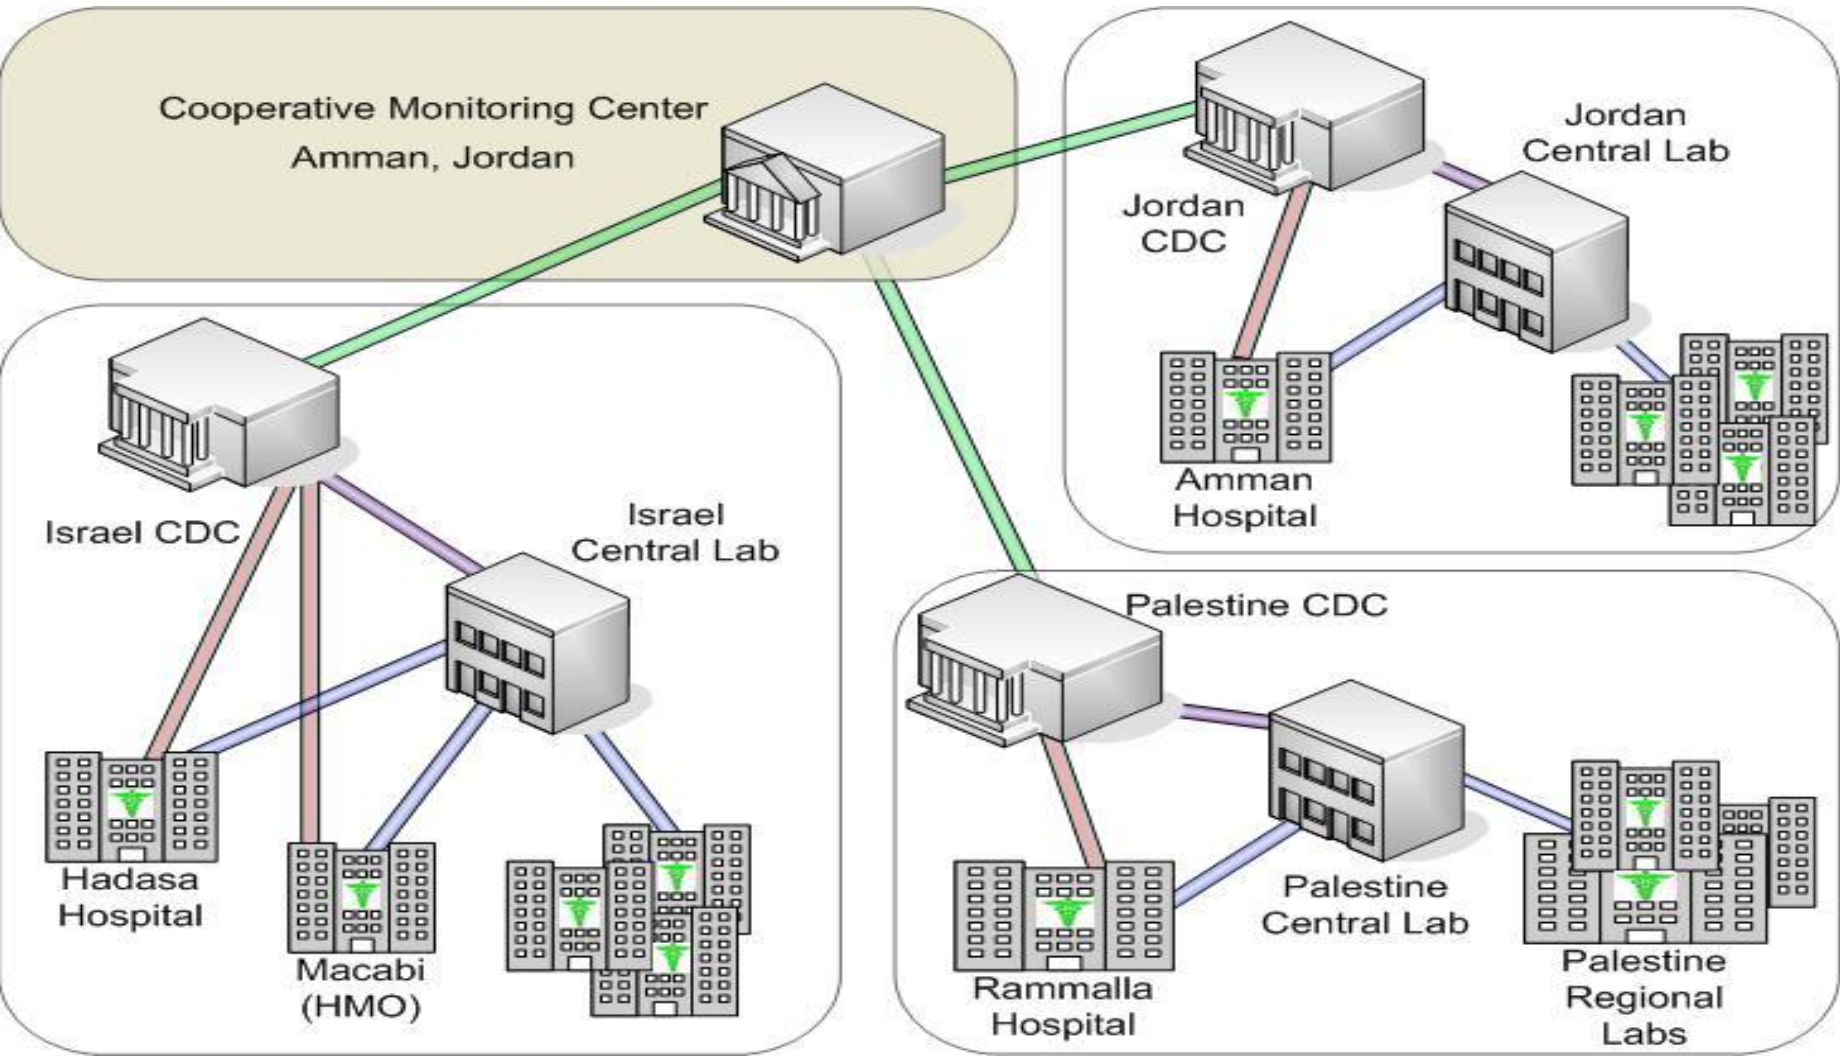 Cooperative Monitoring Center
Amman, Jordan
Jordan
Central Lab
Jordan
CDC
Amman
Hospital
Israel CDC
Israel
Central Lab
Hadasa
Hospital
Macabi
(HMO)
Palestine CDC
Palestine
Central Lab
Rammalla
Hospital
Palestine
Regional
Labs